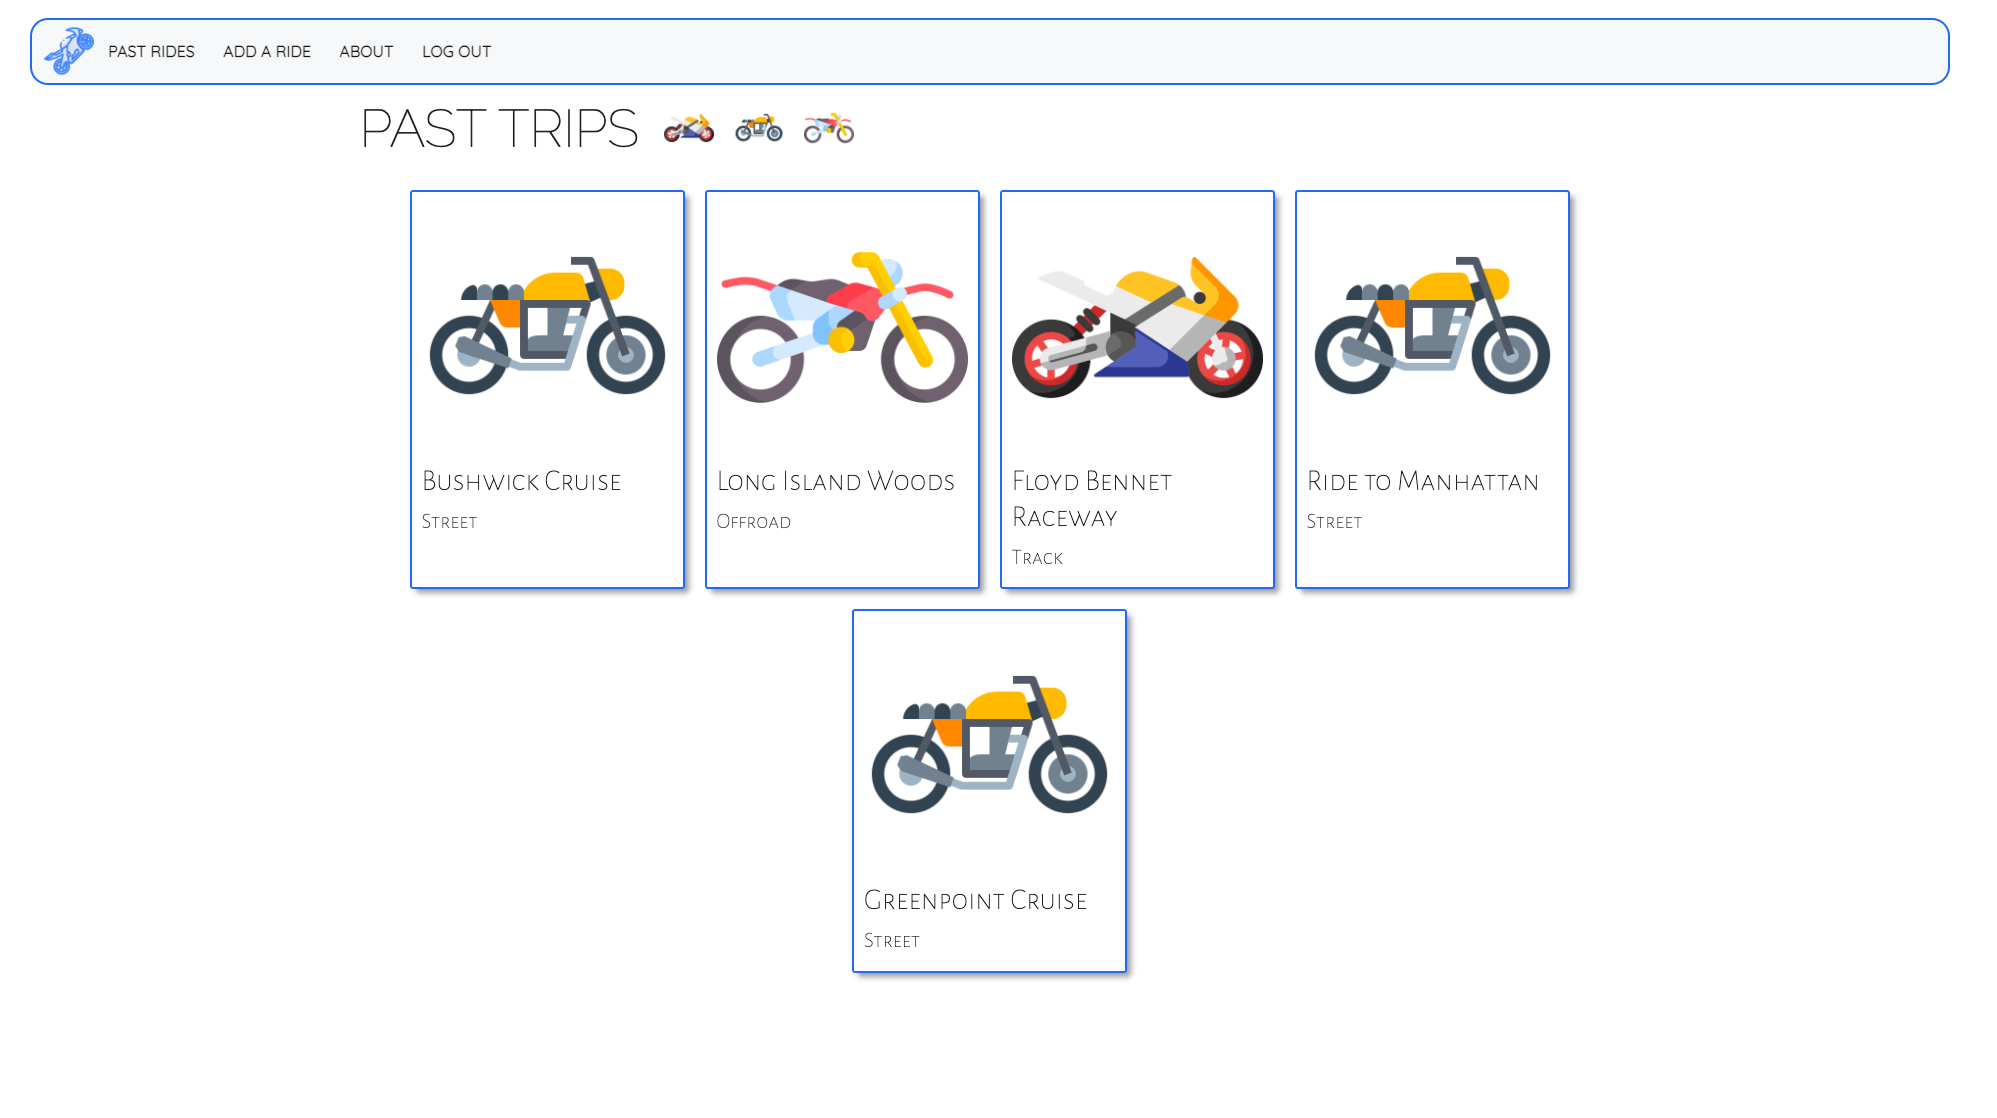 PAST RIDES ADD A RIDE ABOUT LOG OUT
PAST TRIPS
Bushwick Cruise
Street
Long Island Woods
Offroad
Floyd Bennet
Raceway
Track
Ride to Manhattan
Street
Greenpoint Cruise
Street